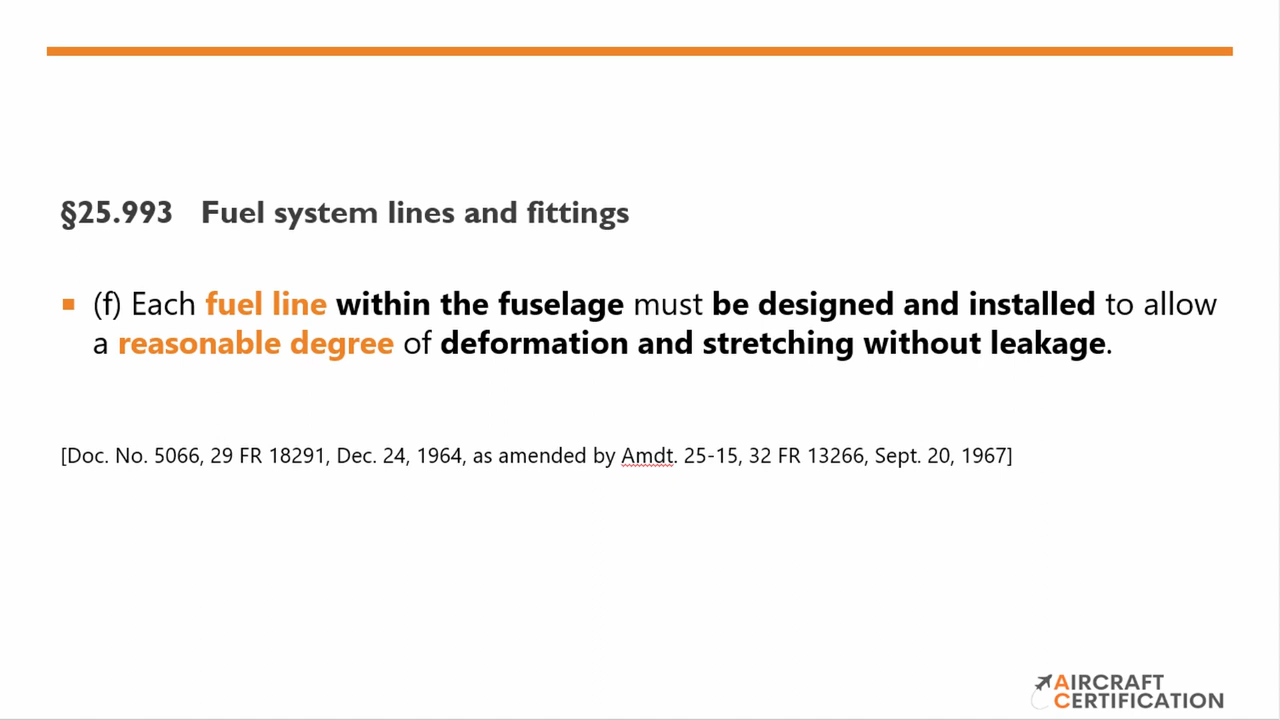 §25.993 Fuel system lines and fittings
(f) Each fuel line within the fuselage must be designed and installed to allow
a reasonable degree of deformation and stretching without leakage.
[Doc. No. 5066, 29 FR 18291, Dec. 24, 1964, as amended by Amdt. 25-15, 32 FR 13266, Sept. 20, 1967]
AIRCRAFT
CERTIFICATION